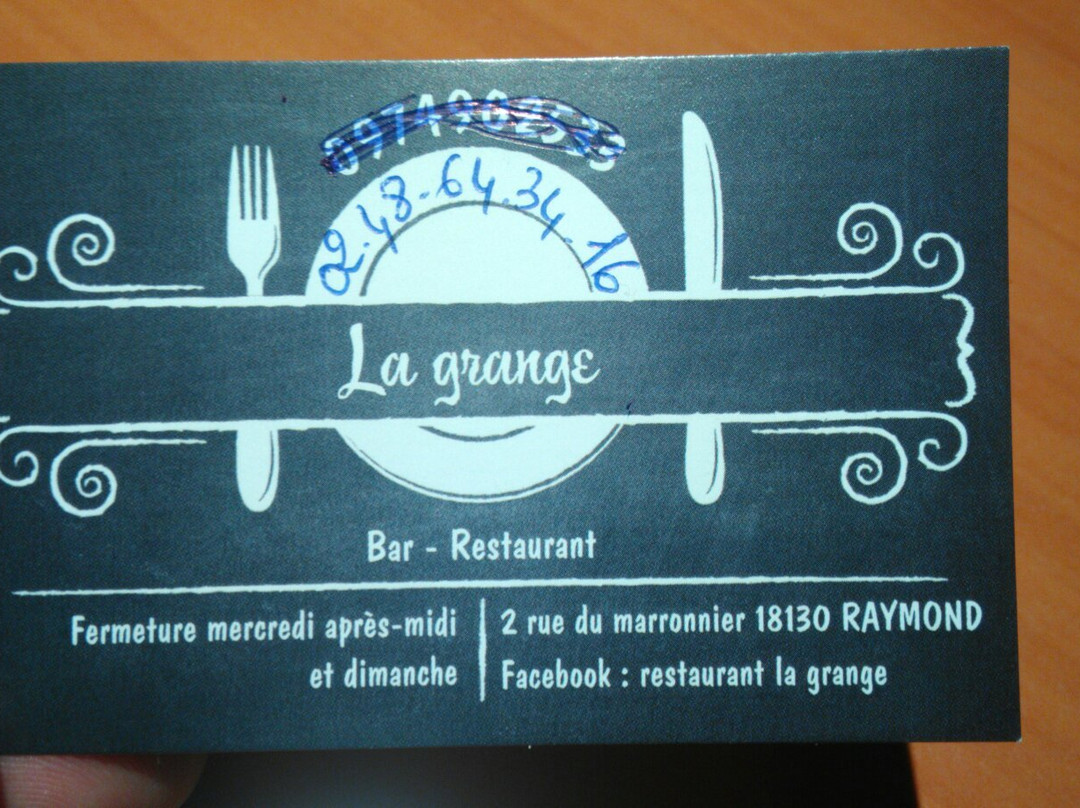 02.48.64.34.16
La grange
Bar - Restaurant
Fermeture mercredi après-midi
et dimanche
2 rue du marronnier 18130 RAYMOND
Facebook : restaurant la grange